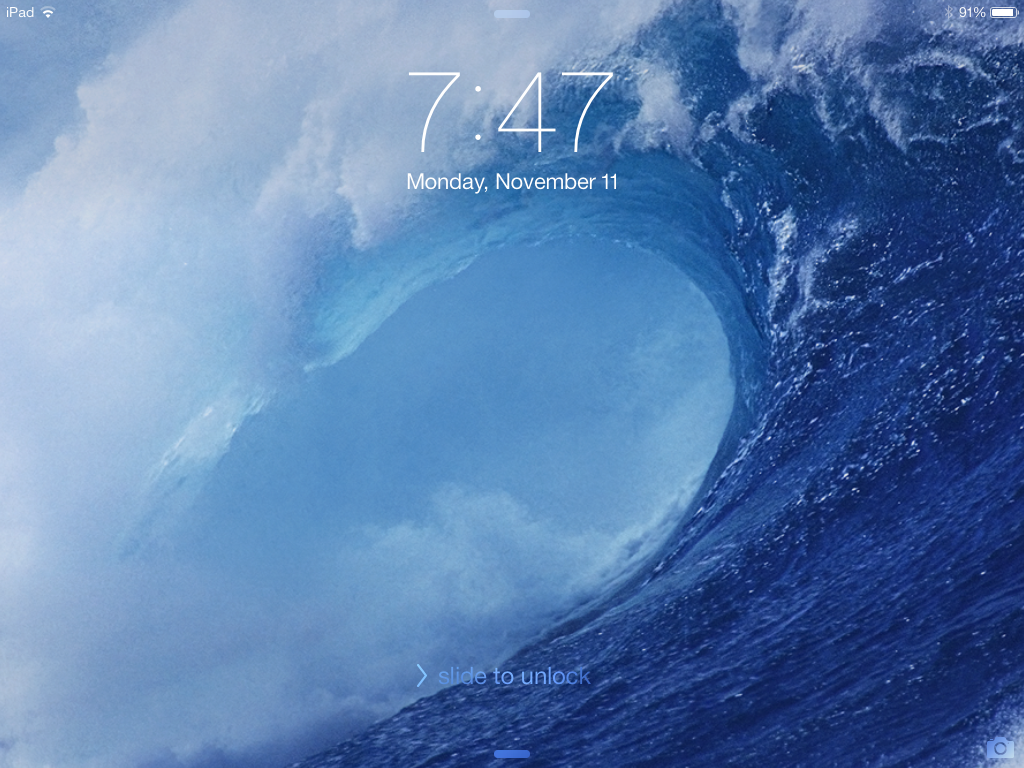 iPad 91%
7:47
Monday, November 11
slide to unlock